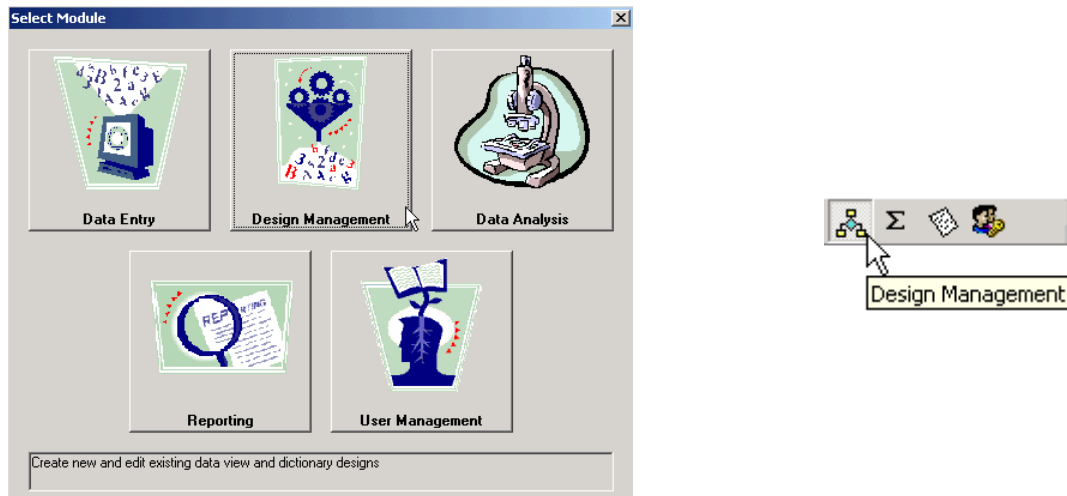 Select Module
Data Entry
Design Management
Data Analysis
REPORTING
Reporting
User Management
Create new and edit existing data view and dictionary designs
Σ
Design Management